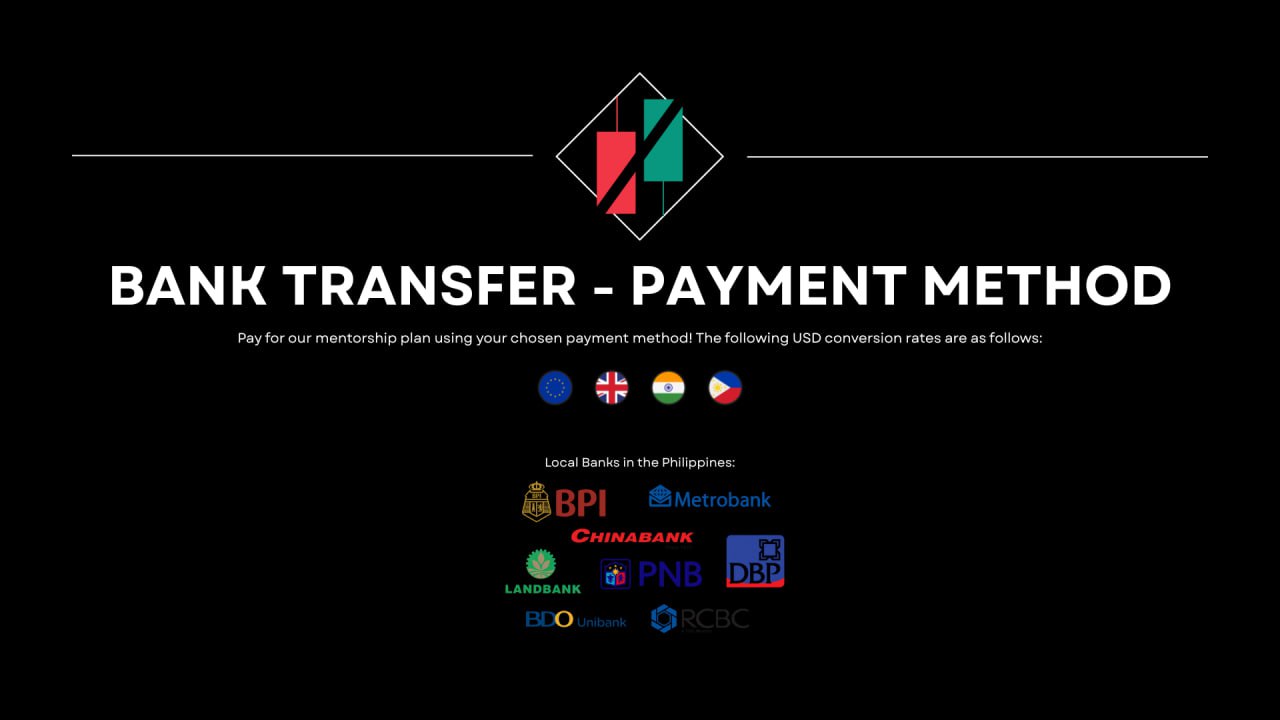 BANK TRANSFER - PAYMENT METHOD
Pay for our mentorship plan using your chosen payment method! The following USD conversion rates are as follows:
Local Banks in the Philippines:
BPI BPI
Metrobank
CHINABANK
LANDBANK
PNB
DBP
BDO Unibank
RCBC